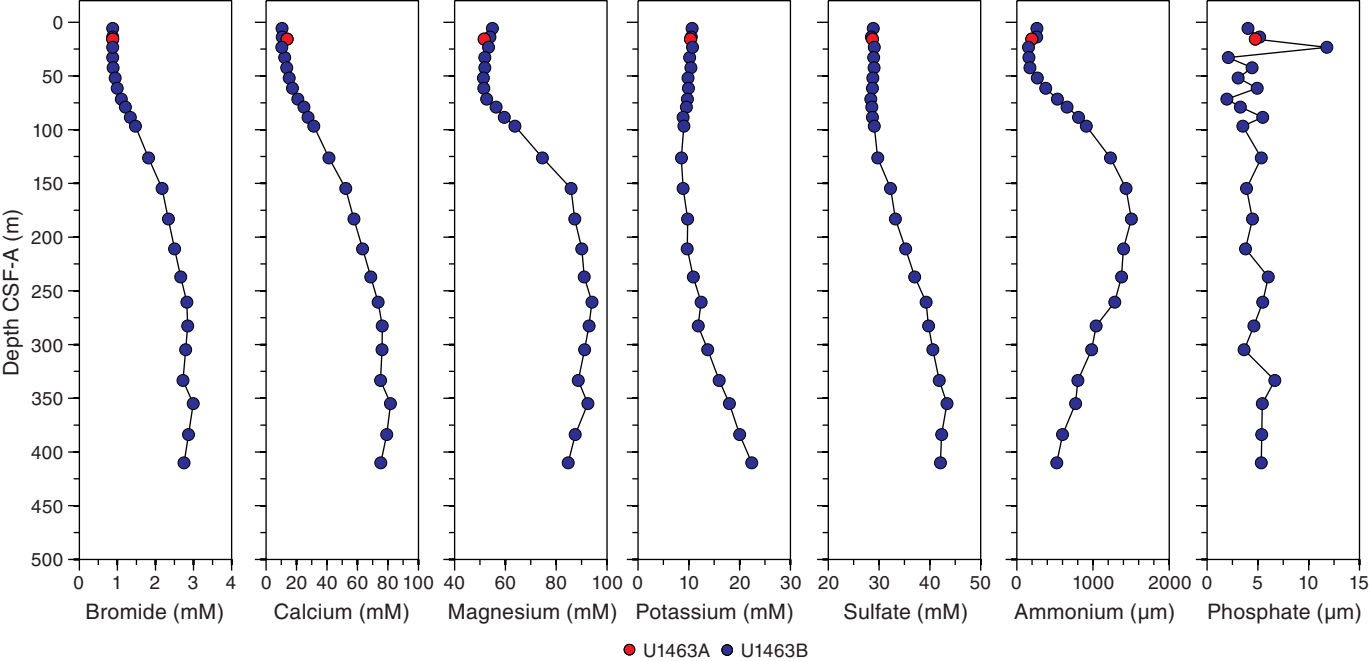 0
50
100
150
200
250
300
350
400
450
500
Depth CSF-A (m)
0 1 2 3 4
Bromide (mM)
0 20 40 60 80 100
Calcium (mM)
40 60 80 100
Magnesium (mM)
0 10 20 30
Potassium (mM)
20 30 40 50
Sulfate (mM)
0 1000 2000
Ammonium (µm)
0 5 10 15
Phosphate (µm)
U1463A U1463B